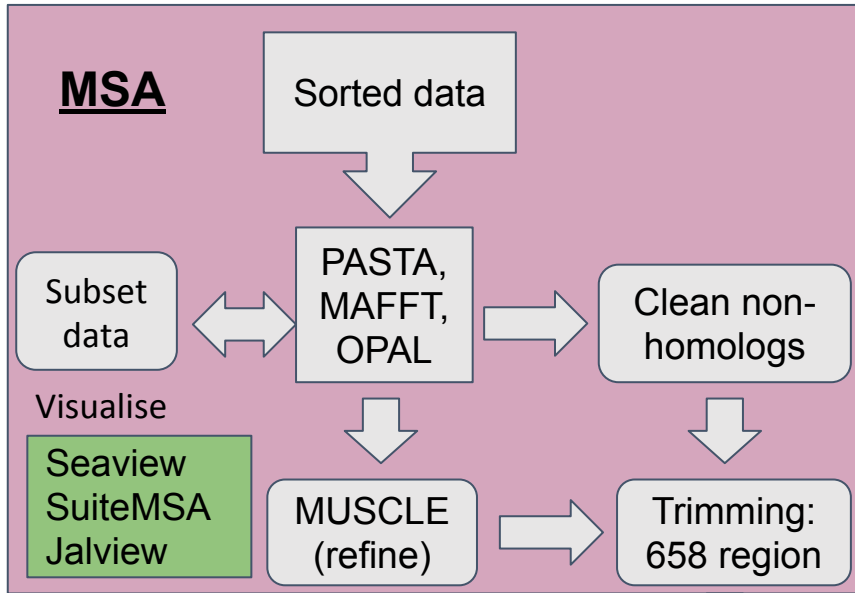 MSA
Sorted data
PASTA,
MAFFT,
OPAL
Subset
data
Clean non-
homologs
Visualise
Seaview
SuiteMSA
Jalview
MUSCLE
(refine)
Trimming:
658 region